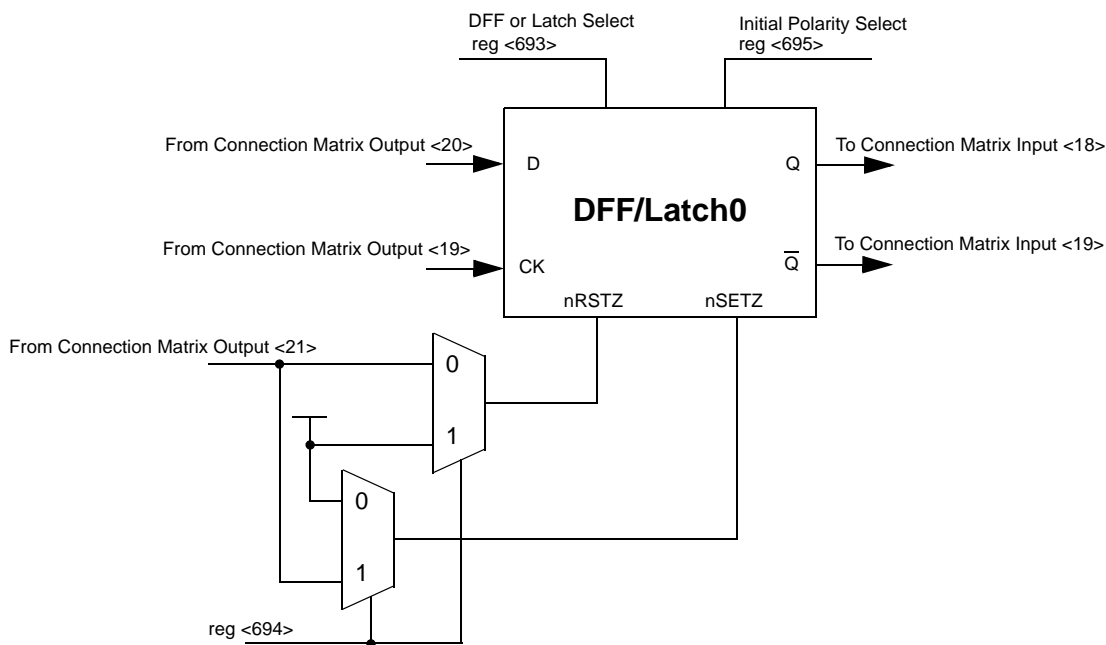 DFF or Latch Select
reg <693>
Initial Polarity Select
reg <695>
From Connection Matrix Output <20>
D
Q
To Connection Matrix Input <18>
DFF/Latch0
From Connection Matrix Output <19>
CK
Q̅
To Connection Matrix Input <19>
nRSTZ
nSETZ
From Connection Matrix Output <21>
0
1
0
1
reg <694>